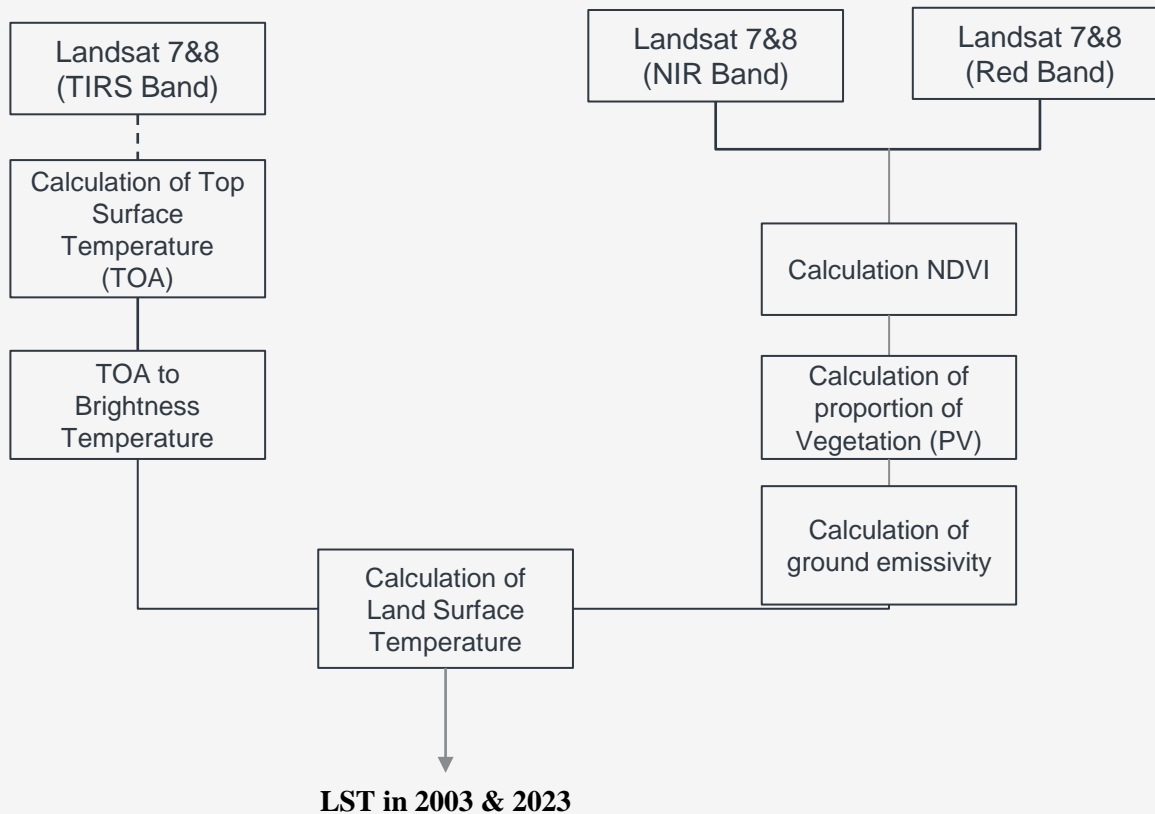 Landsat 7&8
(TIRS Band)
Landsat 7&8
(NIR Band)
Landsat 7&8
(Red Band)
Calculation of Top
Surface
Temperature
(TOA)
Calculation NDVI
TOA to
Brightness
Temperature
Calculation of
proportion of
Vegetation (PV)
Calculation of
ground emissivity
Calculation of
Land Surface
Temperature
LST in 2003 & 2023